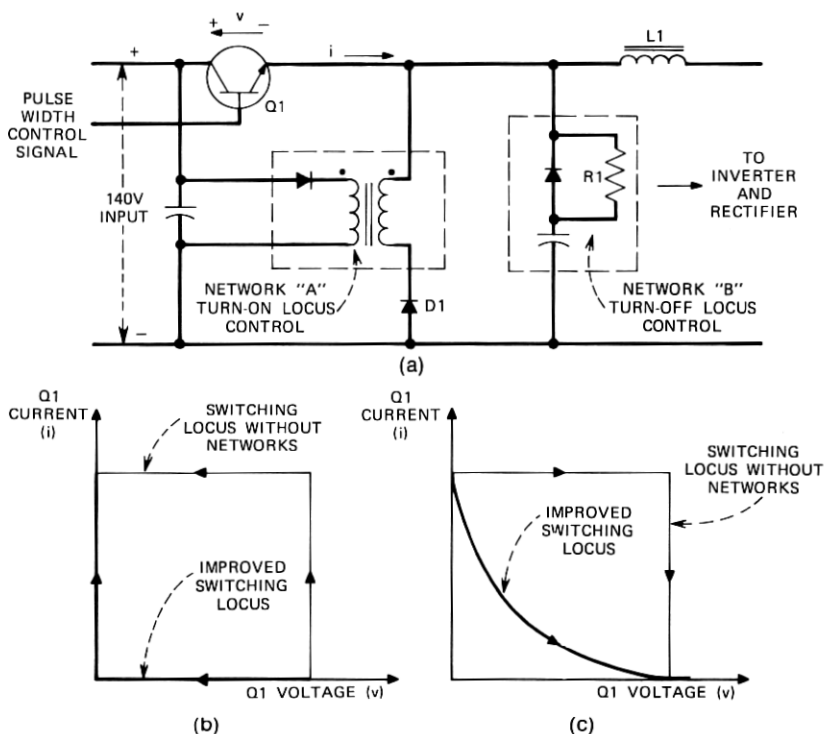 + v −
L1
+
i
Q1
PULSE
WIDTH
CONTROL
SIGNAL
140V
INPUT
R1
TO
INVERTER
AND
RECTIFIER
NETWORK "A"
TURN-ON LOCUS
CONTROL
D1
NETWORK "B"
TURN-OFF LOCUS
CONTROL
−
(a)
Q1
CURRENT
(i)
SWITCHING
LOCUS WITHOUT
NETWORKS
IMPROVED
SWITCHING
LOCUS
Q1 VOLTAGE (v)
(b)
Q1
CURRENT
(i)
SWITCHING
LOCUS WITHOUT
NETWORKS
IMPROVED
SWITCHING
LOCUS
Q1 VOLTAGE (v)
(c)